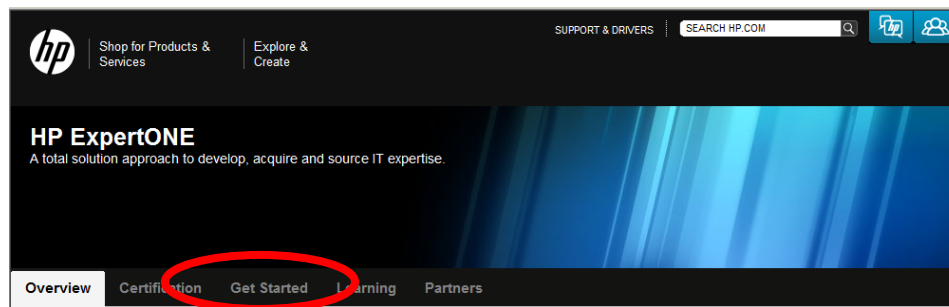 SUPPORT & DRIVERS
SEARCH HP.COM
hp
Shop for Products &
Services
Explore &
Create
HP ExpertONE
A total solution approach to develop, acquire and source IT expertise.
Overview Certification Get Started Learning Partners